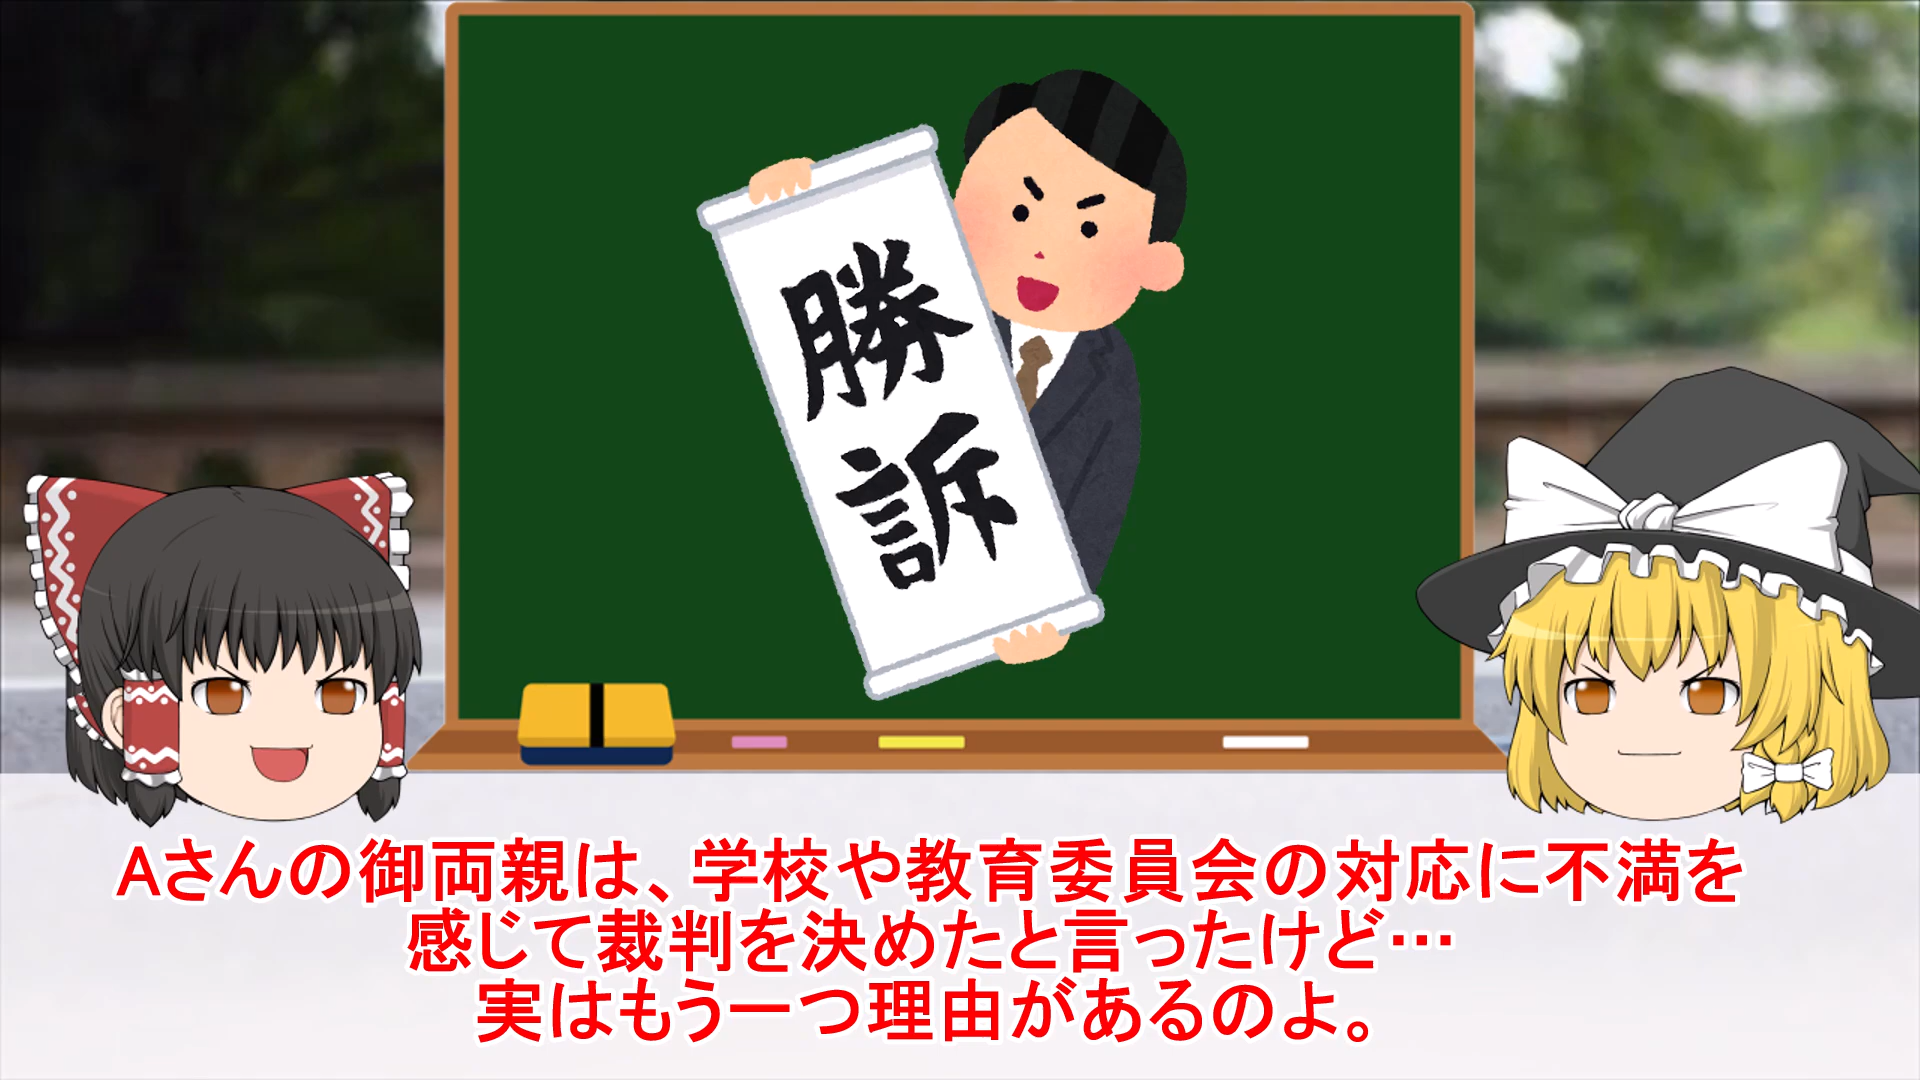 勝訴
Aさんの御両親は、学校や教育委員会の対応に不満を
感じて裁判を決めたと言ったけど…
実はもう一つ理由があるのよ。